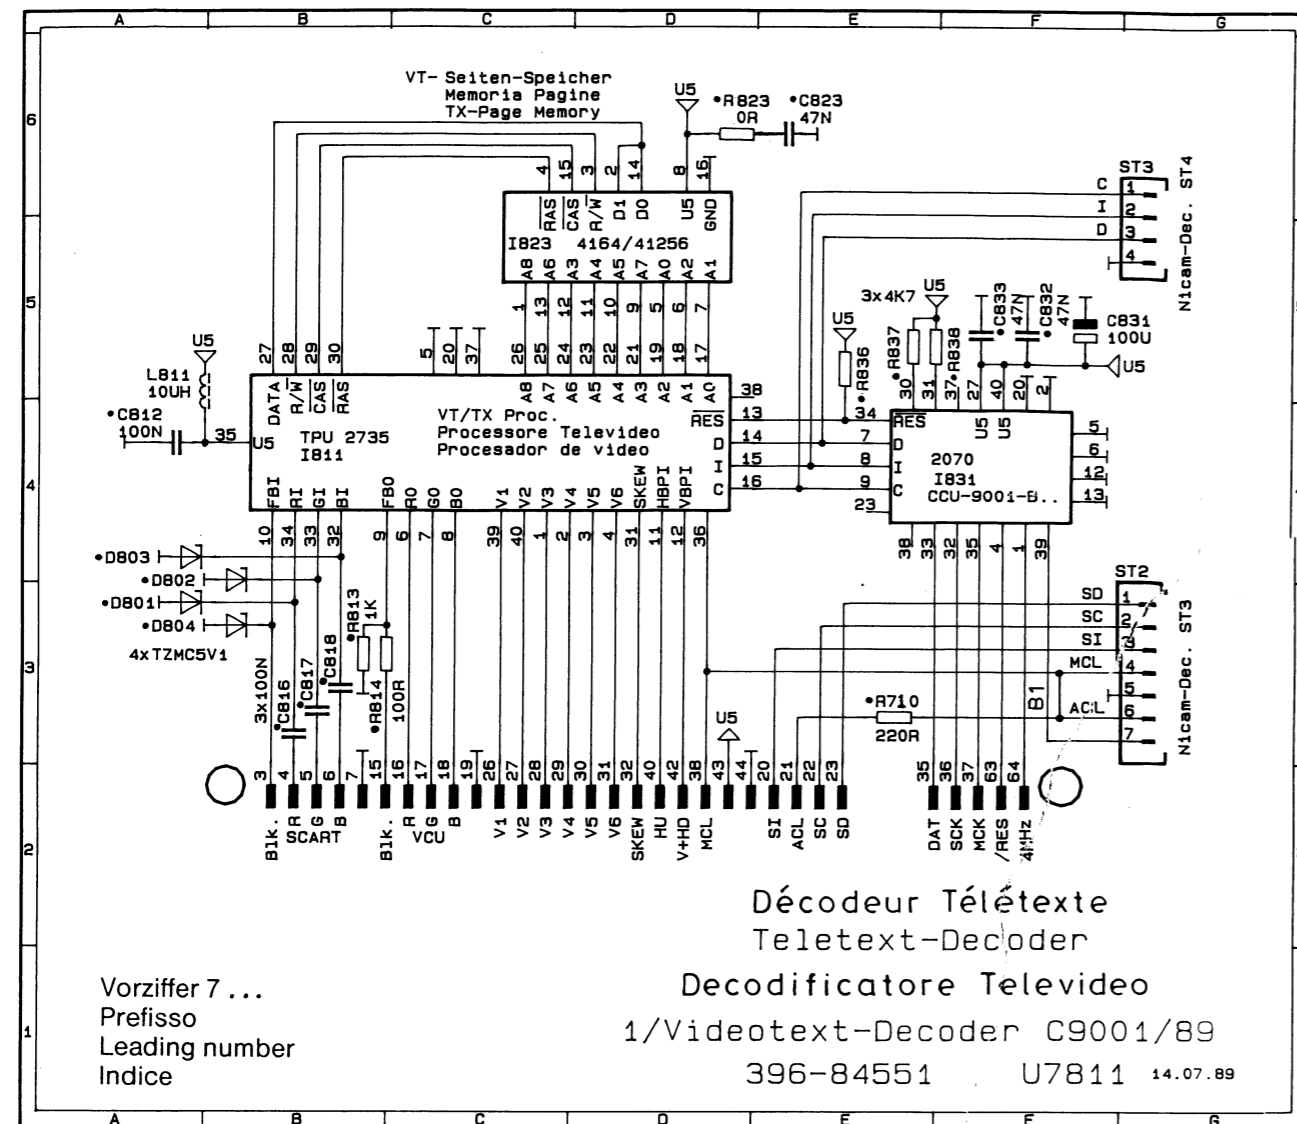 A B C D E F G
6
5
4
3
2
1
VT- Seiten-Speicher
Memoria Pagine
TX-Page Memory
U5
•R823
0R
•C823
47N
4 15 3 2 14 8 16
RAS CAS R/W D1 D0 U5 GND
I823 4164/41256
A8 A6 A3 A4 A5 A7 A0 A2 A1
1 13 12 11 10 9 5 6 7
ST3
C 1
I 2
D 3
4
Nicam-Dec. ST4
27 28 29 30
5 20 37
26 25 24 23 22 21 19 18 17
DATA R/W CAS RAS
A8 A7 A6 A5 A4 A3 A2 A1 A0
U5
L811
10UH
•C812
100N
35 U5
TPU 2735
I811
VT/TX Proc.
Processore Televideo
Procesador de video
38
RES 13
D 14
I 15
C 16
FBI RI GI BI FB0 R0 G0 B0 V1 V2 V3 V4 V5 V6 SKEW HBPI VBPI
10 34 33 32 9 6 7 8 39 40 1 2 3 4 31 11 12 36
U5
•R836
3x4K7
•R837
U5
•R838
•C833
47N
•C832
47N
C831
100U
U5
30 31 37 27 40 20 2
U5 U5
34 RES
7 D
8 I
9 C
23
2070
I831
CCU-9001-B..
5
6
12
13
38 33 32 35 4 1 39
•D803
•D802
•D801
•D804
4xTZMC5V1
3x100N
•C816
•C817
•C818
•R813
1K
•R814
100R
ST2
SD 1
SC 2
SI 3
MCL 4
5
ACL 6
7
Nicam-Dec. ST3
B1
•R710
220R
U5
3 4 5 6 7 15 16 17 18 19 26 27 28 29 30 31 32 40 42 38 43 44 20 21 22 23 35 36 37 63 64
Blk. R G B Blk. R G B V1 V2 V3 V4 V5 V6 SKEW HU V+HD MCL SI ACL SC SD DAT SCK MCK /RES 4MHz
SCART VCU
Décodeur Télétexte
Teletext-Decoder
Decodificatore Televideo
1/Videotext-Decoder C9001/89
396-84551 U7811 14.07.89
Vorziffer 7 ...
Prefisso
Leading number
Indice
A B C D E F G